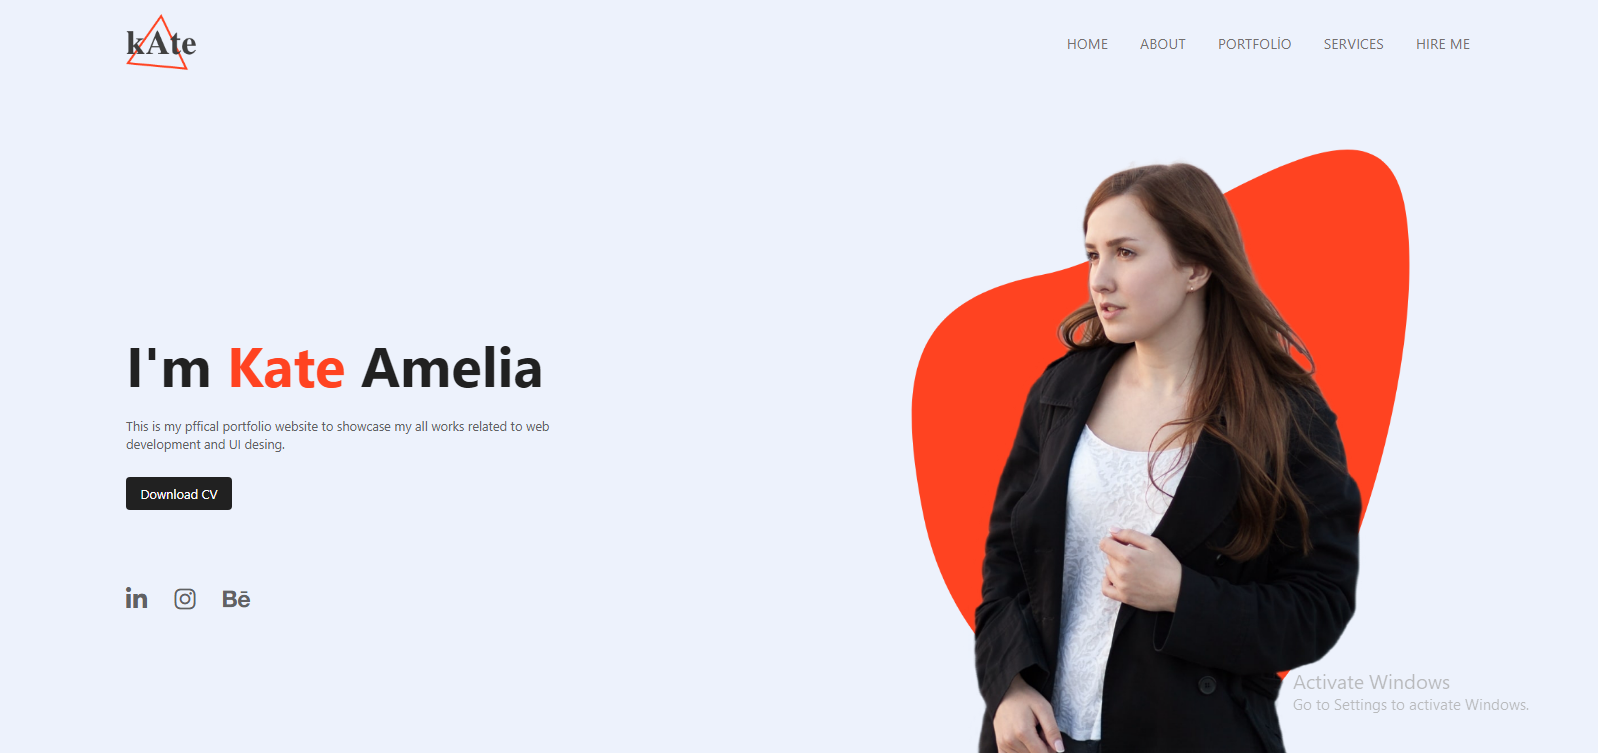 kAte
HOME ABOUT PORTFOLİO SERVICES HIRE ME
I'm Kate Amelia
This is my pffical portfolio website to showcase my all works related to web
development and UI desing.
Download CV
in Bē
Activate Windows
Go to Settings to activate Windows.